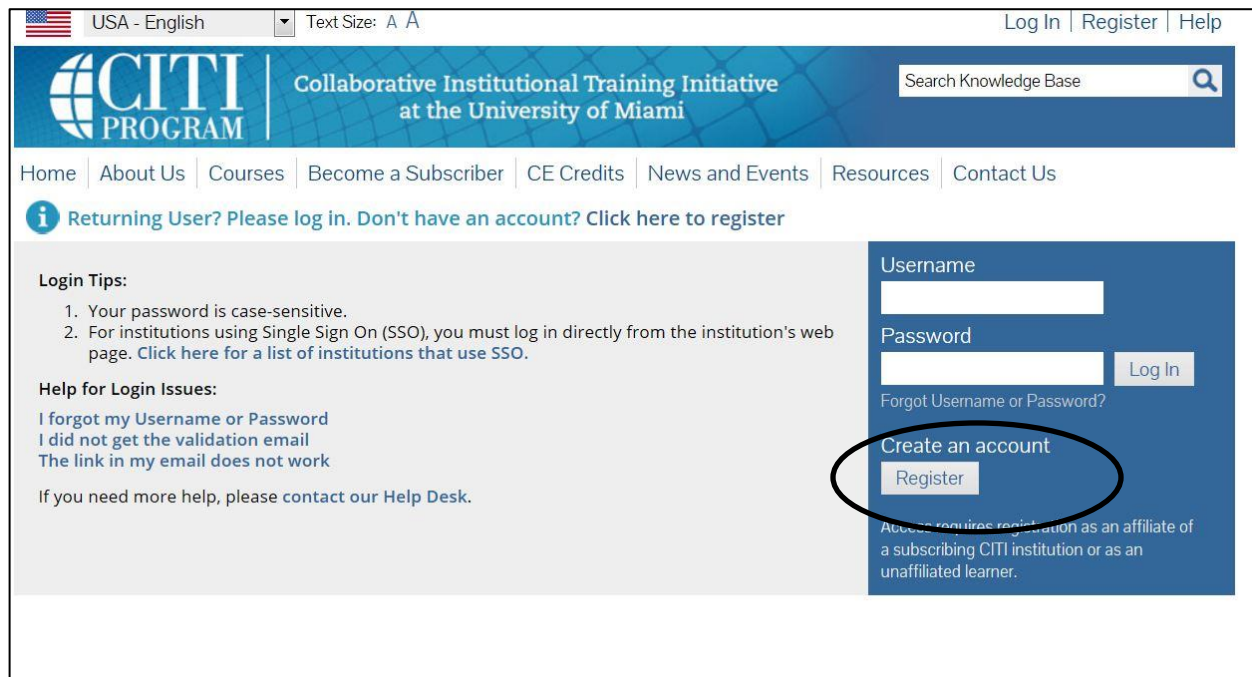 USA - English Text Size: A A Log In | Register | Help
CITI PROGRAM
Collaborative Institutional Training Initiative
at the University of Miami
Search Knowledge Base
Home About Us Courses Become a Subscriber CE Credits News and Events Resources Contact Us
i Returning User? Please log in. Don't have an account? Click here to register
Login Tips:
1. Your password is case-sensitive.
2. For institutions using Single Sign On (SSO), you must log in directly from the institution's web
page. Click here for a list of institutions that use SSO.
Help for Login Issues:
I forgot my Username or Password
I did not get the validation email
The link in my email does not work
If you need more help, please contact our Help Desk.
Username
Password
Log In
Forgot Username or Password?
Create an account
Register
Access requires registration as an affiliate of
a subscribing CITI institution or as an
unaffiliated learner.